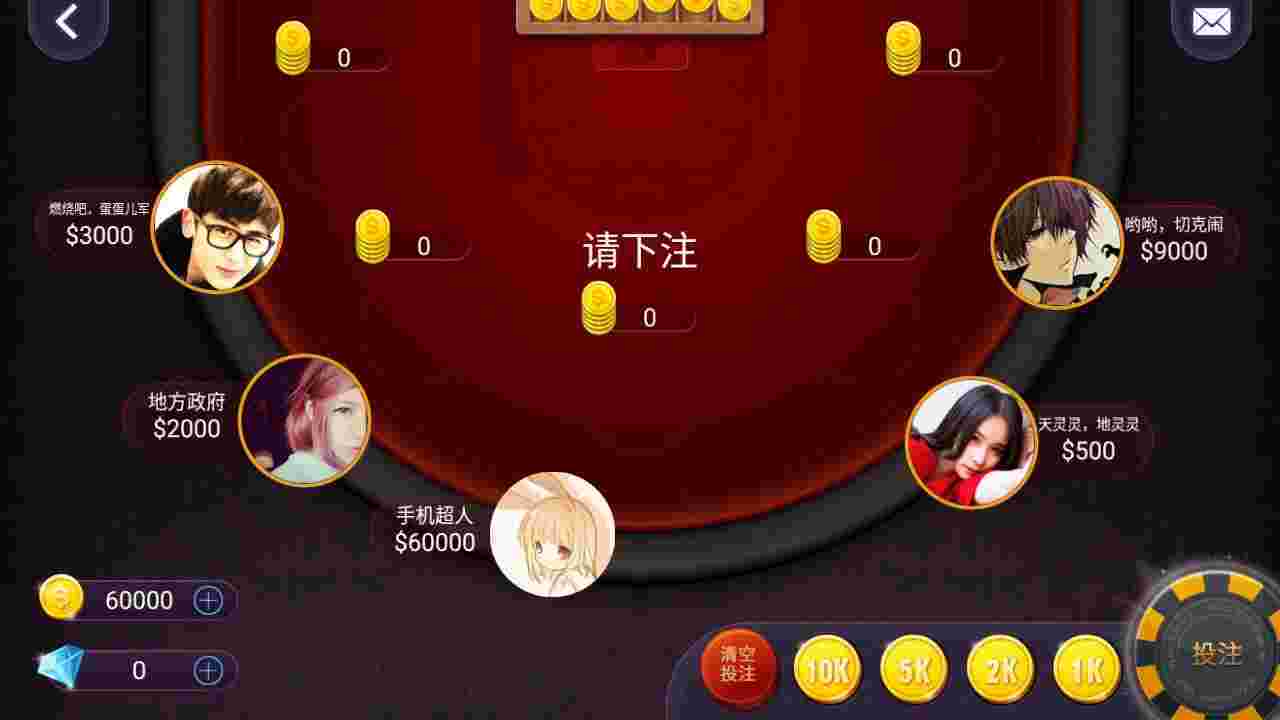 0
0
燃烧吧，蛋蛋儿军
$3000
0
请下注
0
0
哟哟，切克闹
$9000
地方政府
$2000
天灵灵，地灵灵
$500
手机超人
$60000
60000
0
清空
投注
10K
5K
2K
1K
投注